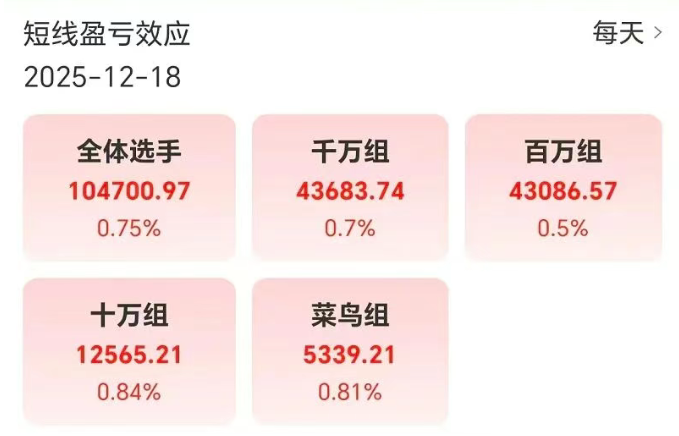 短线盈亏效应
每天
2025-12-18
全体选手
104700.97
0.75%
千万组
43683.74
0.7%
百万组
43086.57
0.5%
十万组
12565.21
0.84%
菜鸟组
5339.21
0.81%